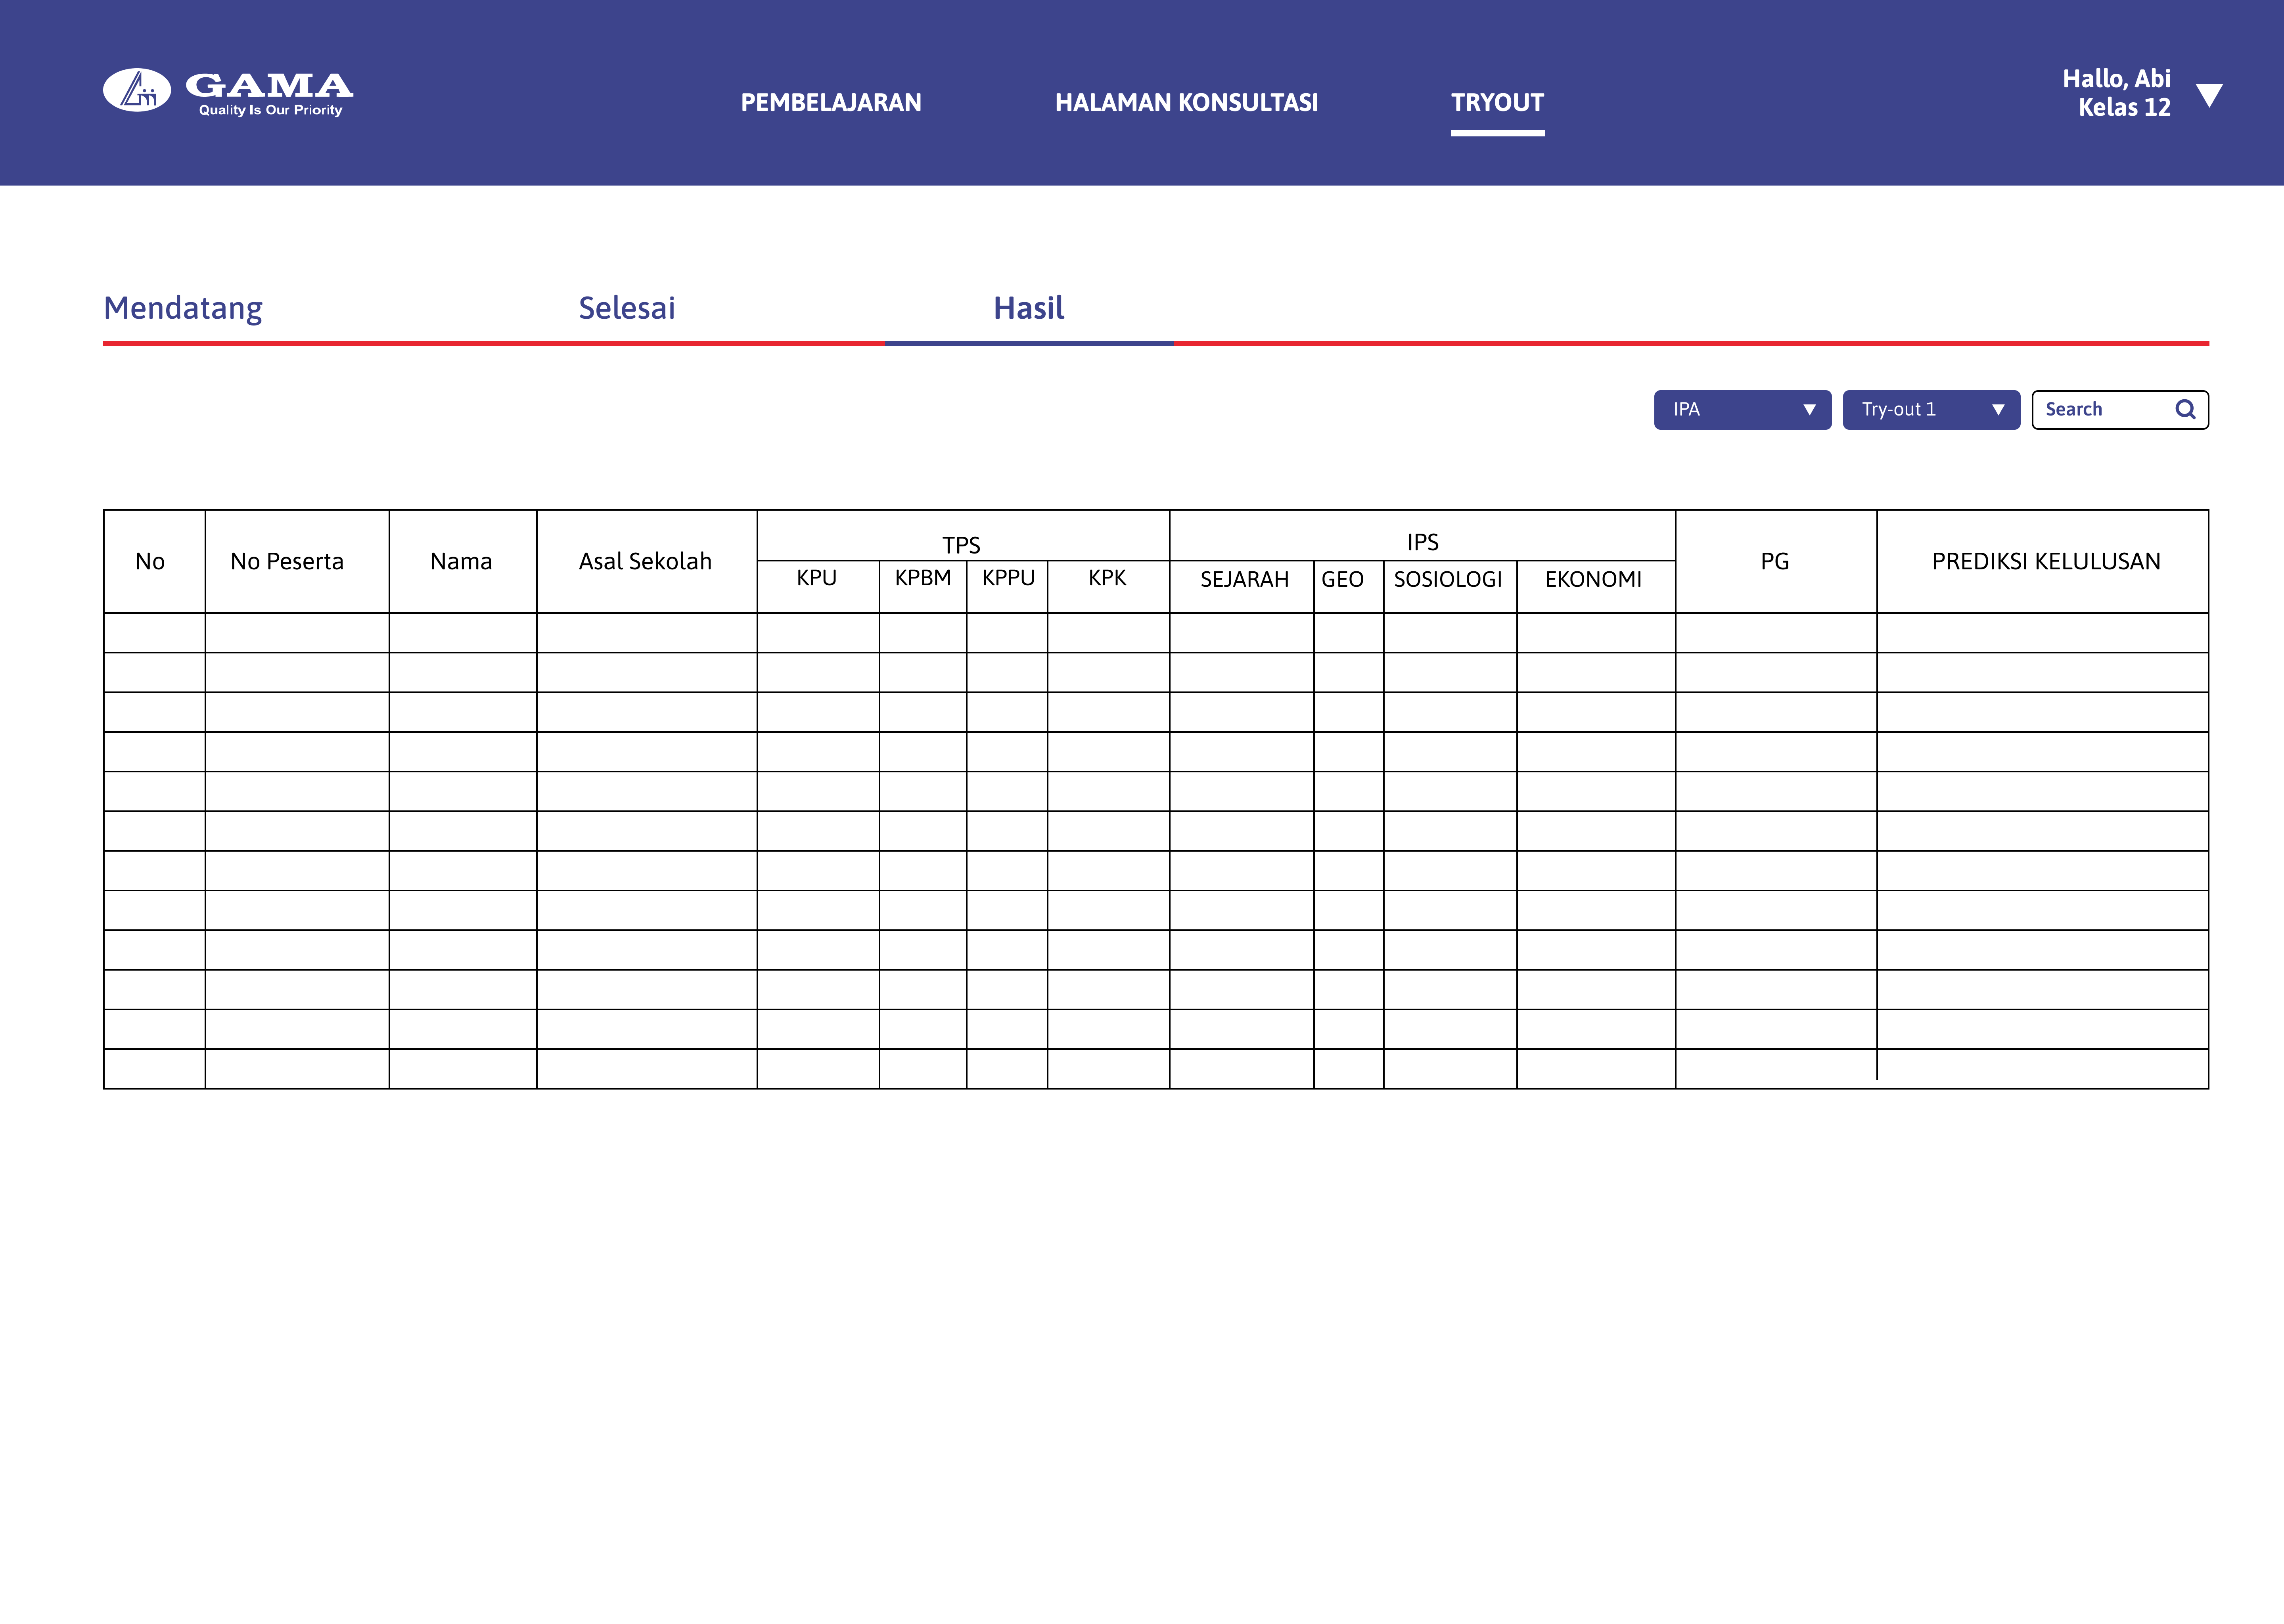 GAMA
Quality Is Our Priority
PEMBELAJARAN
HALAMAN KONSULTASI
TRYOUT
Hallo, Abi
Kelas 12
Mendatang
Selesai
Hasil
IPA
Try-out 1
Search
No
No Peserta
Nama
Asal Sekolah
TPS
IPS
PG
PREDIKSI KELULUSAN
KPU
KPBM
KPPU
KPK
SEJARAH
GEO
SOSIOLOGI
EKONOMI